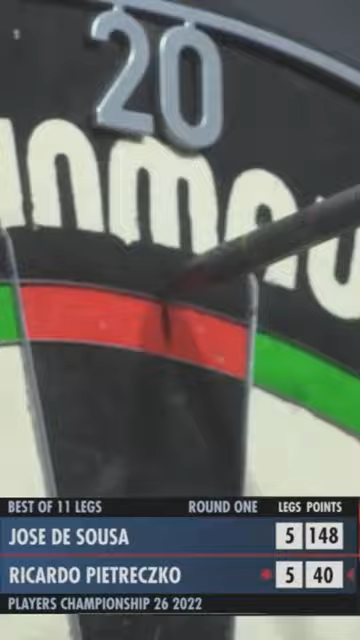 20
BEST OF 11 LEGS ROUND ONE LEGS POINTS
JOSE DE SOUSA 5 148
RICARDO PIETRECZKO 5 40
PLAYERS CHAMPIONSHIP 26 2022